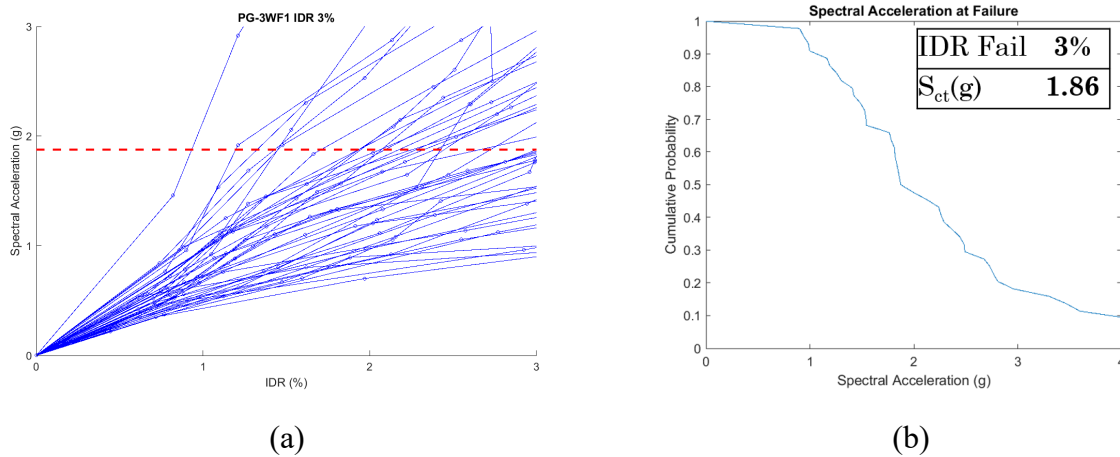 PG-3WF1 IDR 3%
3
2
1
0
Spectral Acceleration (g)
0 1 2 3
IDR (%)
(a)
Spectral Acceleration at Failure
IDR Fail 3%
Sct(g) 1.86
1
0.9
0.8
0.7
0.6
0.5
0.4
0.3
0.2
0.1
0
Cumulative Probability
0 1 2 3 4
Spectral Acceleration (g)
(b)